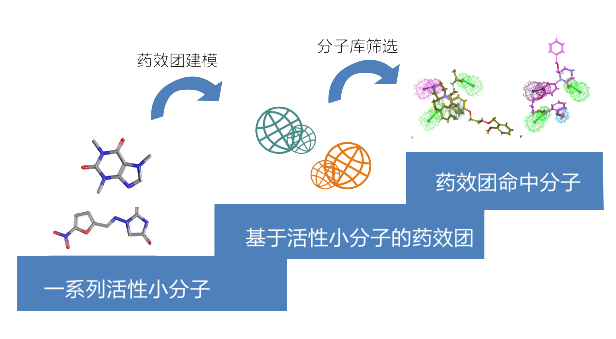 药效团建模
分子库筛选
药效团命中分子
基于活性小分子的药效团
一系列活性小分子